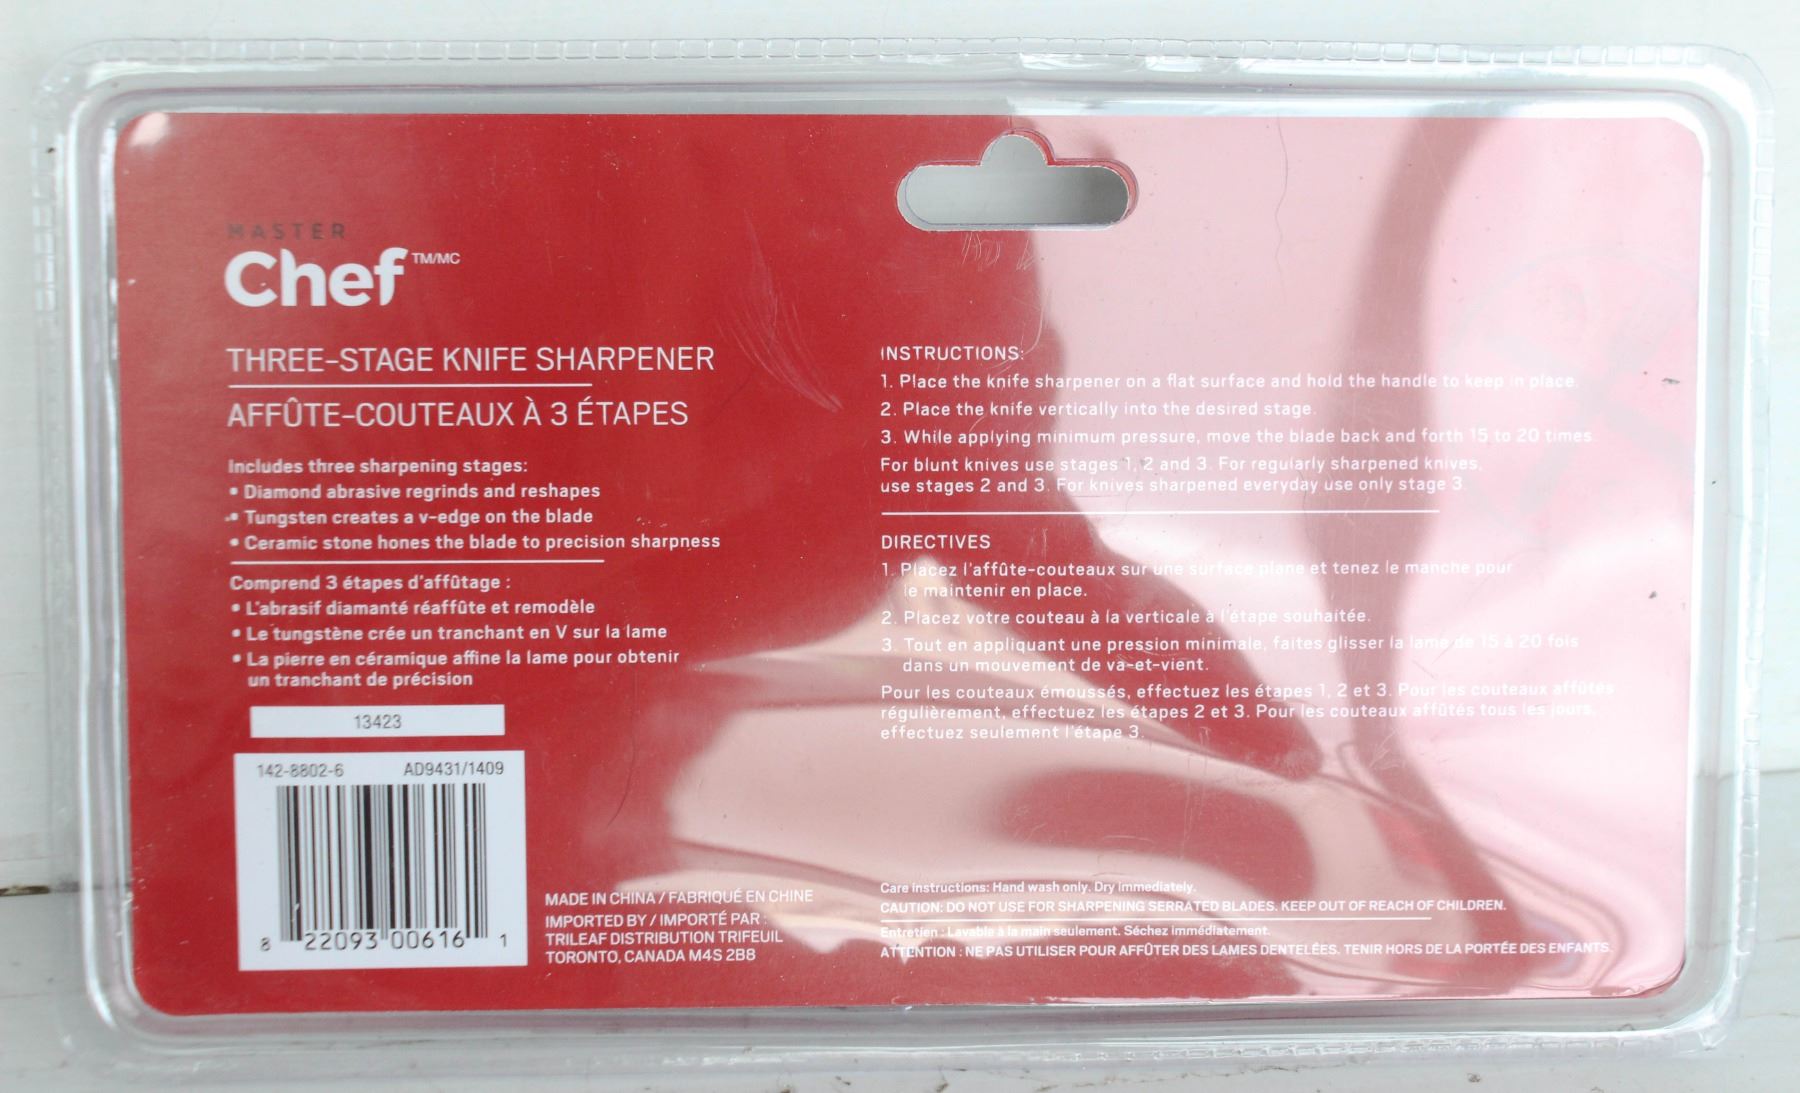 MASTER
Chef TM/MC
THREE-STAGE KNIFE SHARPENER
AFFÛTE-COUTEAUX À 3 ÉTAPES
Includes three sharpening stages:
• Diamond abrasive regrinds and reshapes
• Tungsten creates a v-edge on the blade
• Ceramic stone hones the blade to precision sharpness
Comprend 3 étapes d'affûtage :
• L'abrasif diamanté réaffûte et remodèle
• Le tungstène crée un tranchant en V sur la lame
• La pierre en céramique affine la lame pour obtenir
un tranchant de précision
13423
142-8802-6 AD9431/1409
8 22093 00616 1
MADE IN CHINA / FABRIQUÉ EN CHINE
IMPORTED BY / IMPORTÉ PAR :
TRILEAF DISTRIBUTION TRIFEUIL
TORONTO, CANADA M4S 2B8
INSTRUCTIONS:
1. Place the knife sharpener on a flat surface and hold the handle to keep in place.
2. Place the knife vertically into the desired stage.
3. While applying minimum pressure, move the blade back and forth 15 to 20 times.
For blunt knives use stages 1, 2 and 3. For regularly sharpened knives,
use stages 2 and 3. For knives sharpened everyday use only stage 3.
DIRECTIVES
1. Placez l'affûte-couteaux sur une surface plane et tenez le manche pour
le maintenir en place.
2. Placez votre couteau à la verticale à l'étape souhaitée.
3. Tout en appliquant une pression minimale, faites glisser la lame de 15 à 20 fois
dans un mouvement de va-et-vient.
Pour les couteaux émoussés, effectuez les étapes 1, 2 et 3. Pour les couteaux affûtés
régulièrement, effectuez les étapes 2 et 3. Pour les couteaux affûtés tous les jours,
effectuez seulement l'étape 3.
Care instructions: Hand wash only. Dry immediately.
CAUTION: DO NOT USE FOR SHARPENING SERRATED BLADES. KEEP OUT OF REACH OF CHILDREN.
Entretien : Lavable à la main seulement. Séchez immédiatement.
ATTENTION : NE PAS UTILISER POUR AFFÛTER DES LAMES DENTELÉES. TENIR HORS DE LA PORTÉE DES ENFANTS.